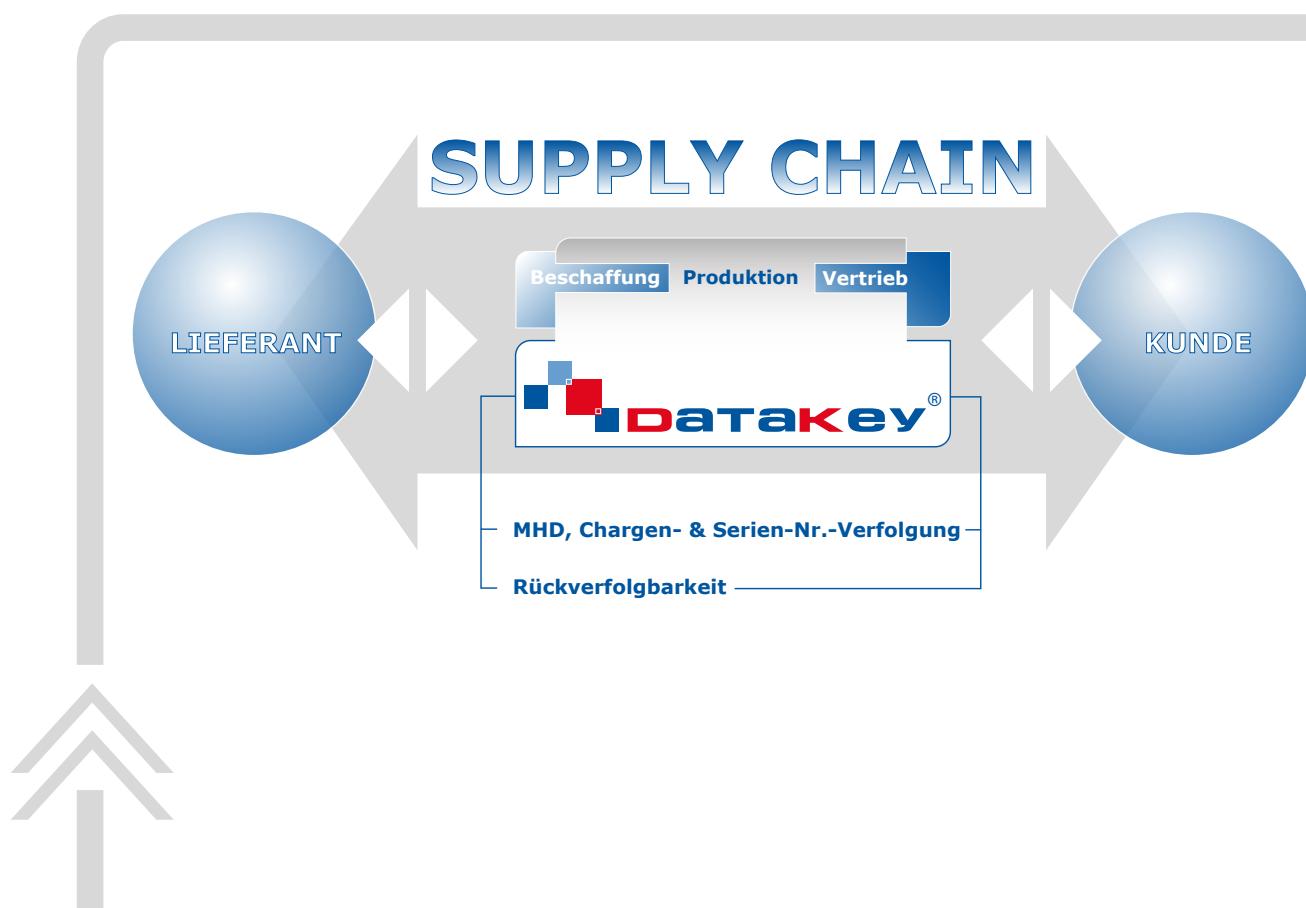 SUPPLY CHAIN
Beschaffung Produktion Vertrieb
LIEFERANT
KUNDE
DATAKEY®
MHD, Chargen- & Serien-Nr.-Verfolgung
Rückverfolgbarkeit